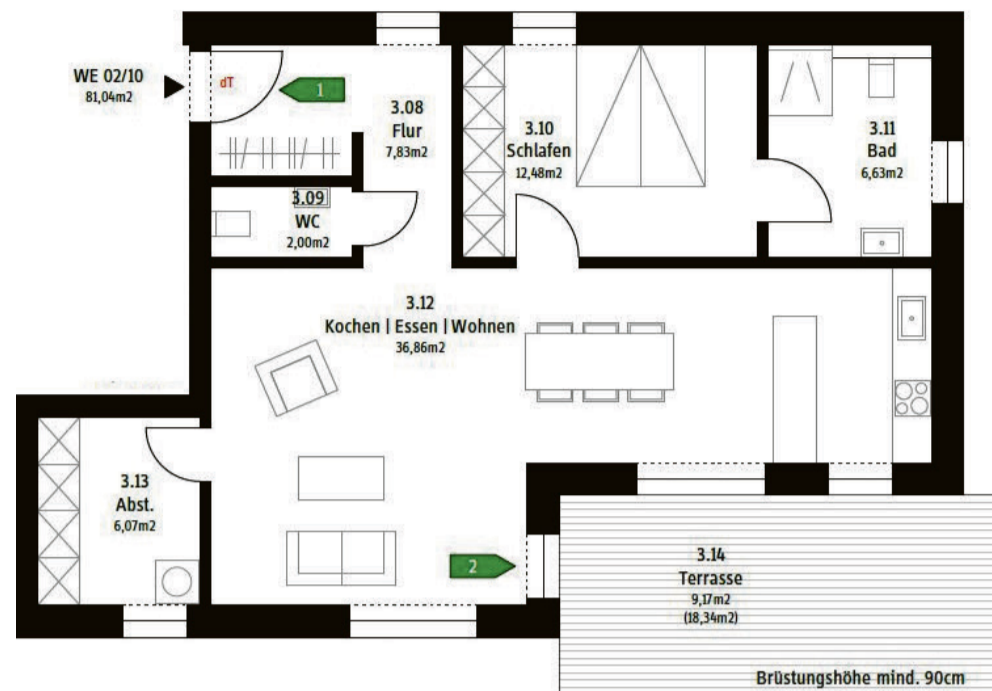 WE 02/10
81,04m2
dT
1
3.08
Flur
7,83m2
3.09
WC
2,00m2
3.10
Schlafen
12,48m2
3.11
Bad
6,63m2
3.12
Kochen | Essen | Wohnen
36,86m2
3.13
Abst.
6,07m2
2
3.14
Terrasse
9,17m2
(18,34m2)
Brüstungshöhe mind. 90cm